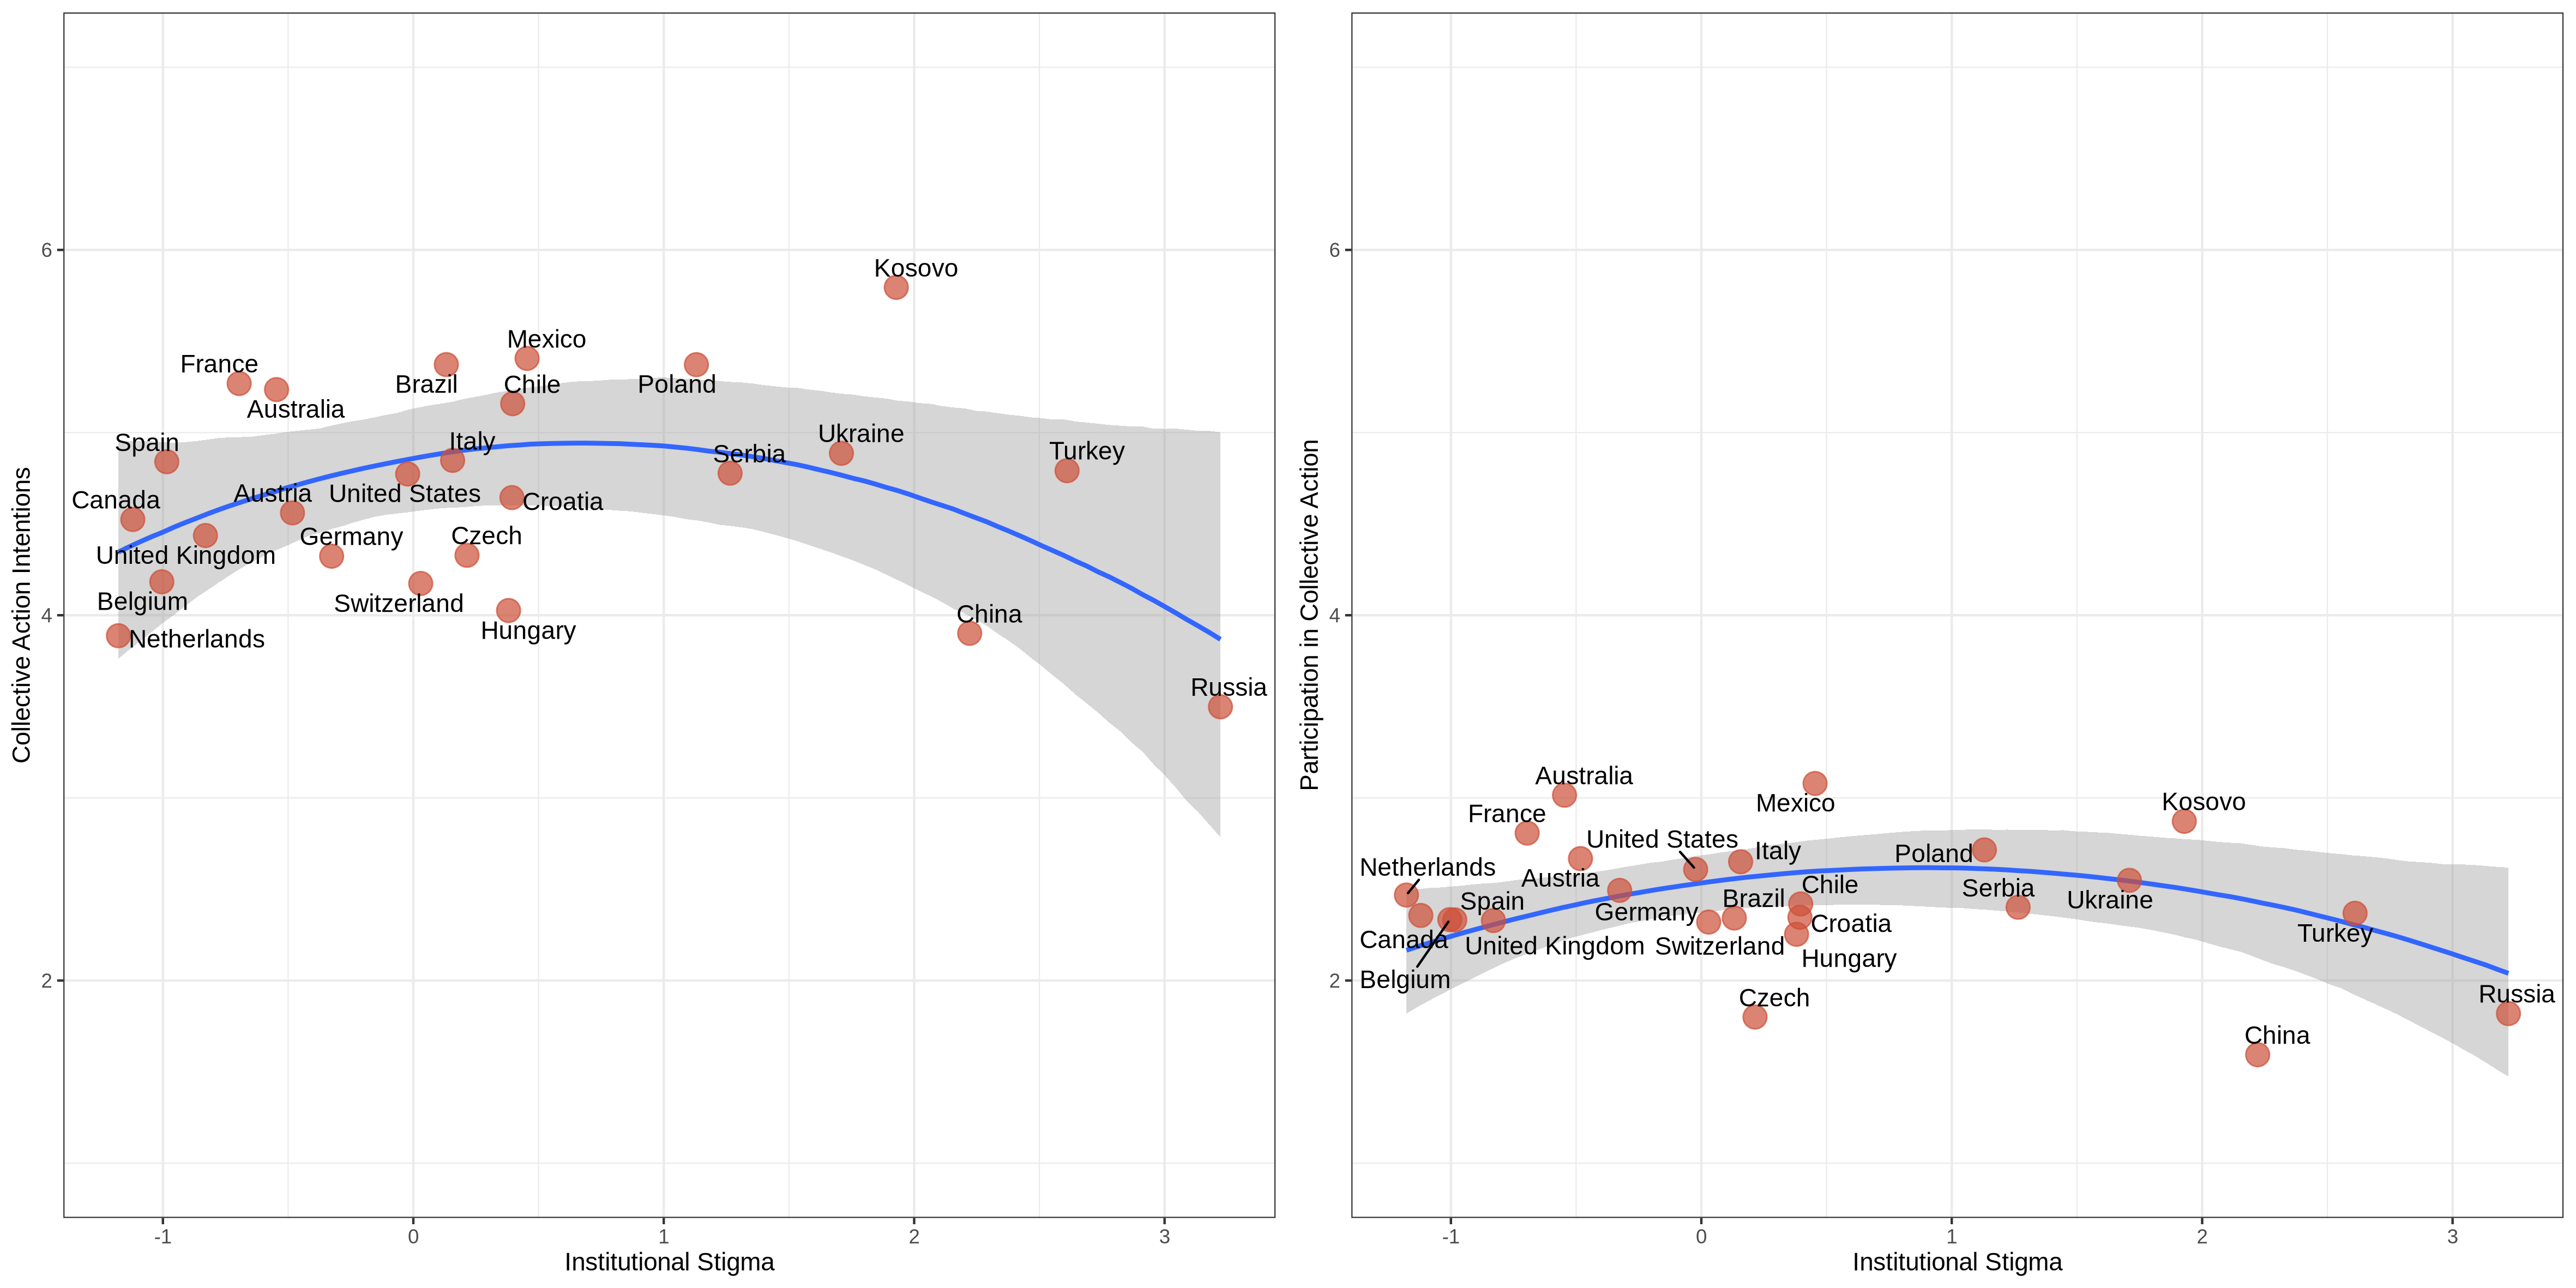 Collective Action Intentions
6
4
2
Kosovo
Mexico
France
Brazil
Chile
Poland
Australia
Spain
Italy
Ukraine
Serbia
Turkey
Canada
Austria
United States
Croatia
United Kingdom
Germany
Czech
Belgium
Switzerland
China
Netherlands
Hungary
Russia
-1
0
1
2
3
Institutional Stigma
Participation in Collective Action
6
4
2
Australia
Mexico
Kosovo
France
United States
Italy
Poland
Netherlands
Austria
Chile
Serbia
Spain
Brazil
Ukraine
Germany
Croatia
Canada
United Kingdom
Switzerland
Turkey
Hungary
Belgium
Czech
Russia
China
-1
0
1
2
3
Institutional Stigma